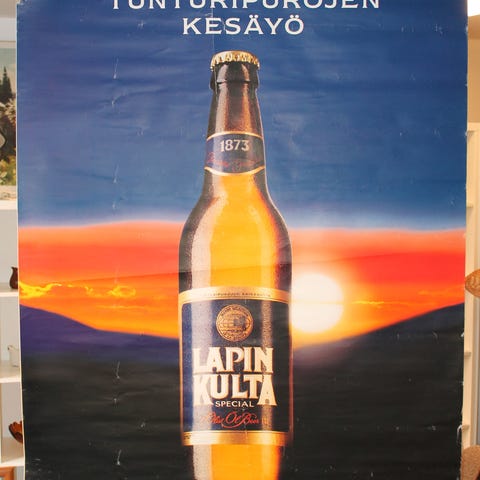 TUNTURIPUROJEN
KESÄYÖ
1873
LAPIN
KULTA
SPECIAL